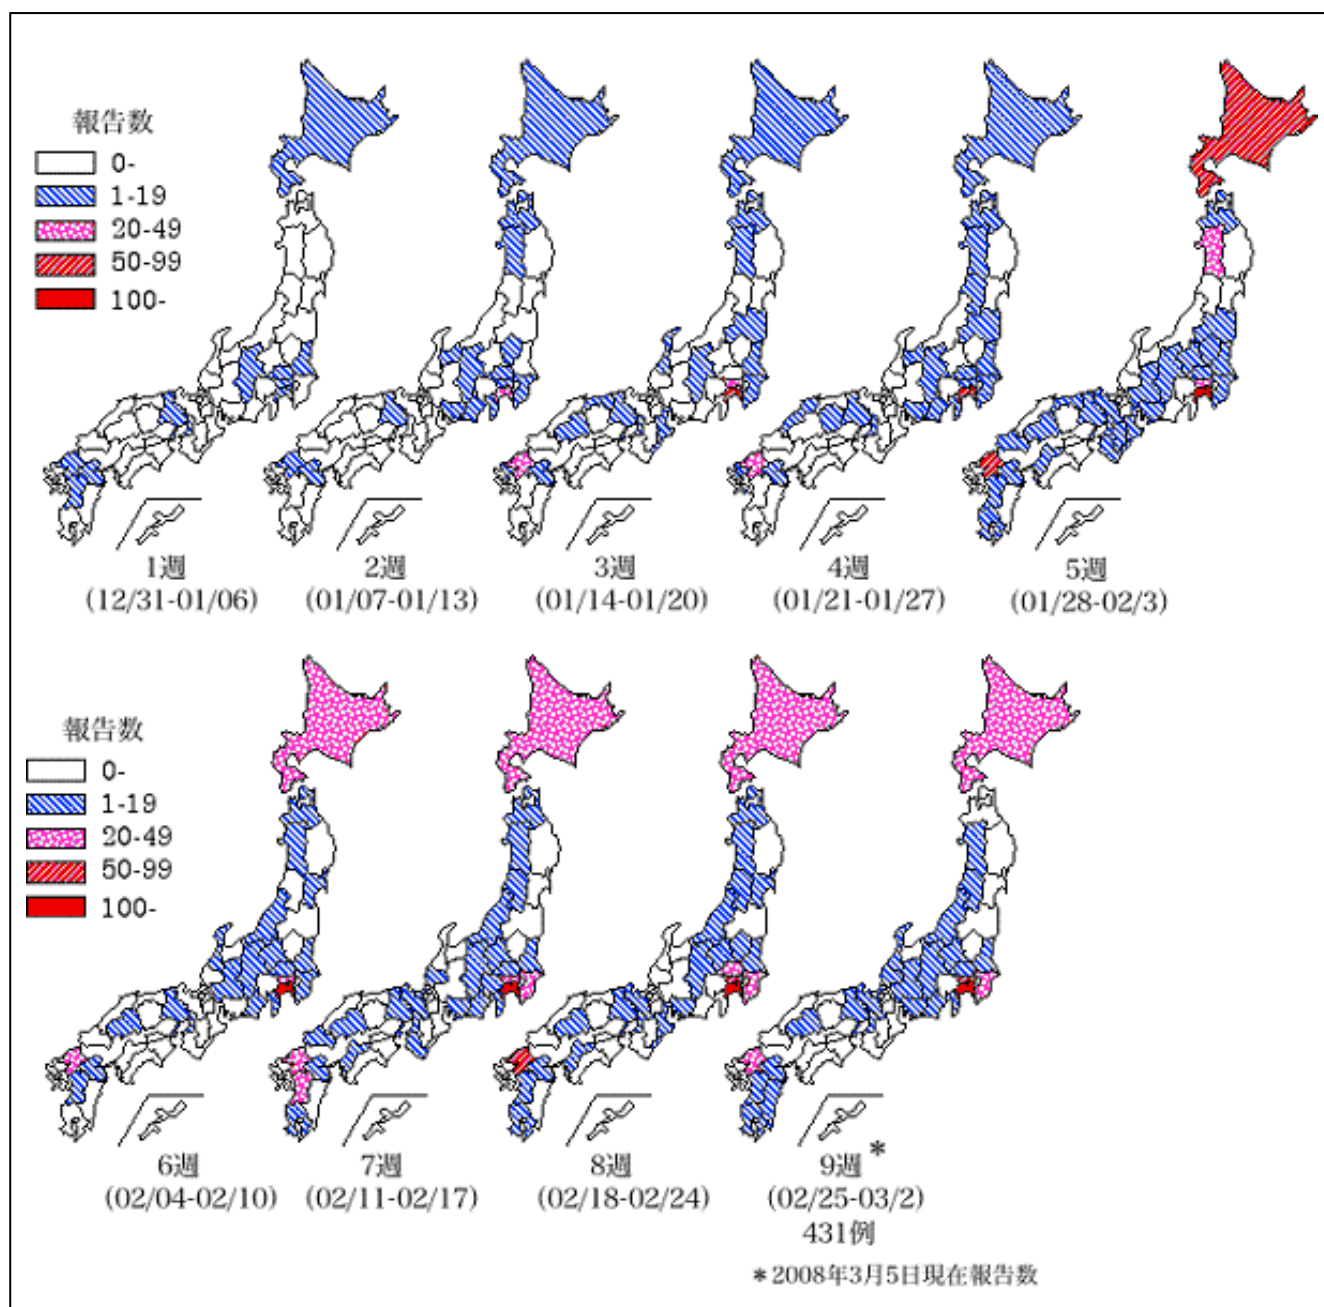 報告数
0-
1-19
20-49
50-99
100-
1週
(12/31-01/06)
2週
(01/07-01/13)
3週
(01/14-01/20)
4週
(01/21-01/27)
5週
(01/28-02/3)
報告数
0-
1-19
20-49
50-99
100-
6週
(02/04-02/10)
7週
(02/11-02/17)
8週
(02/18-02/24)
9週*
(02/25-03/2)
431例
*2008年3月5日現在報告数